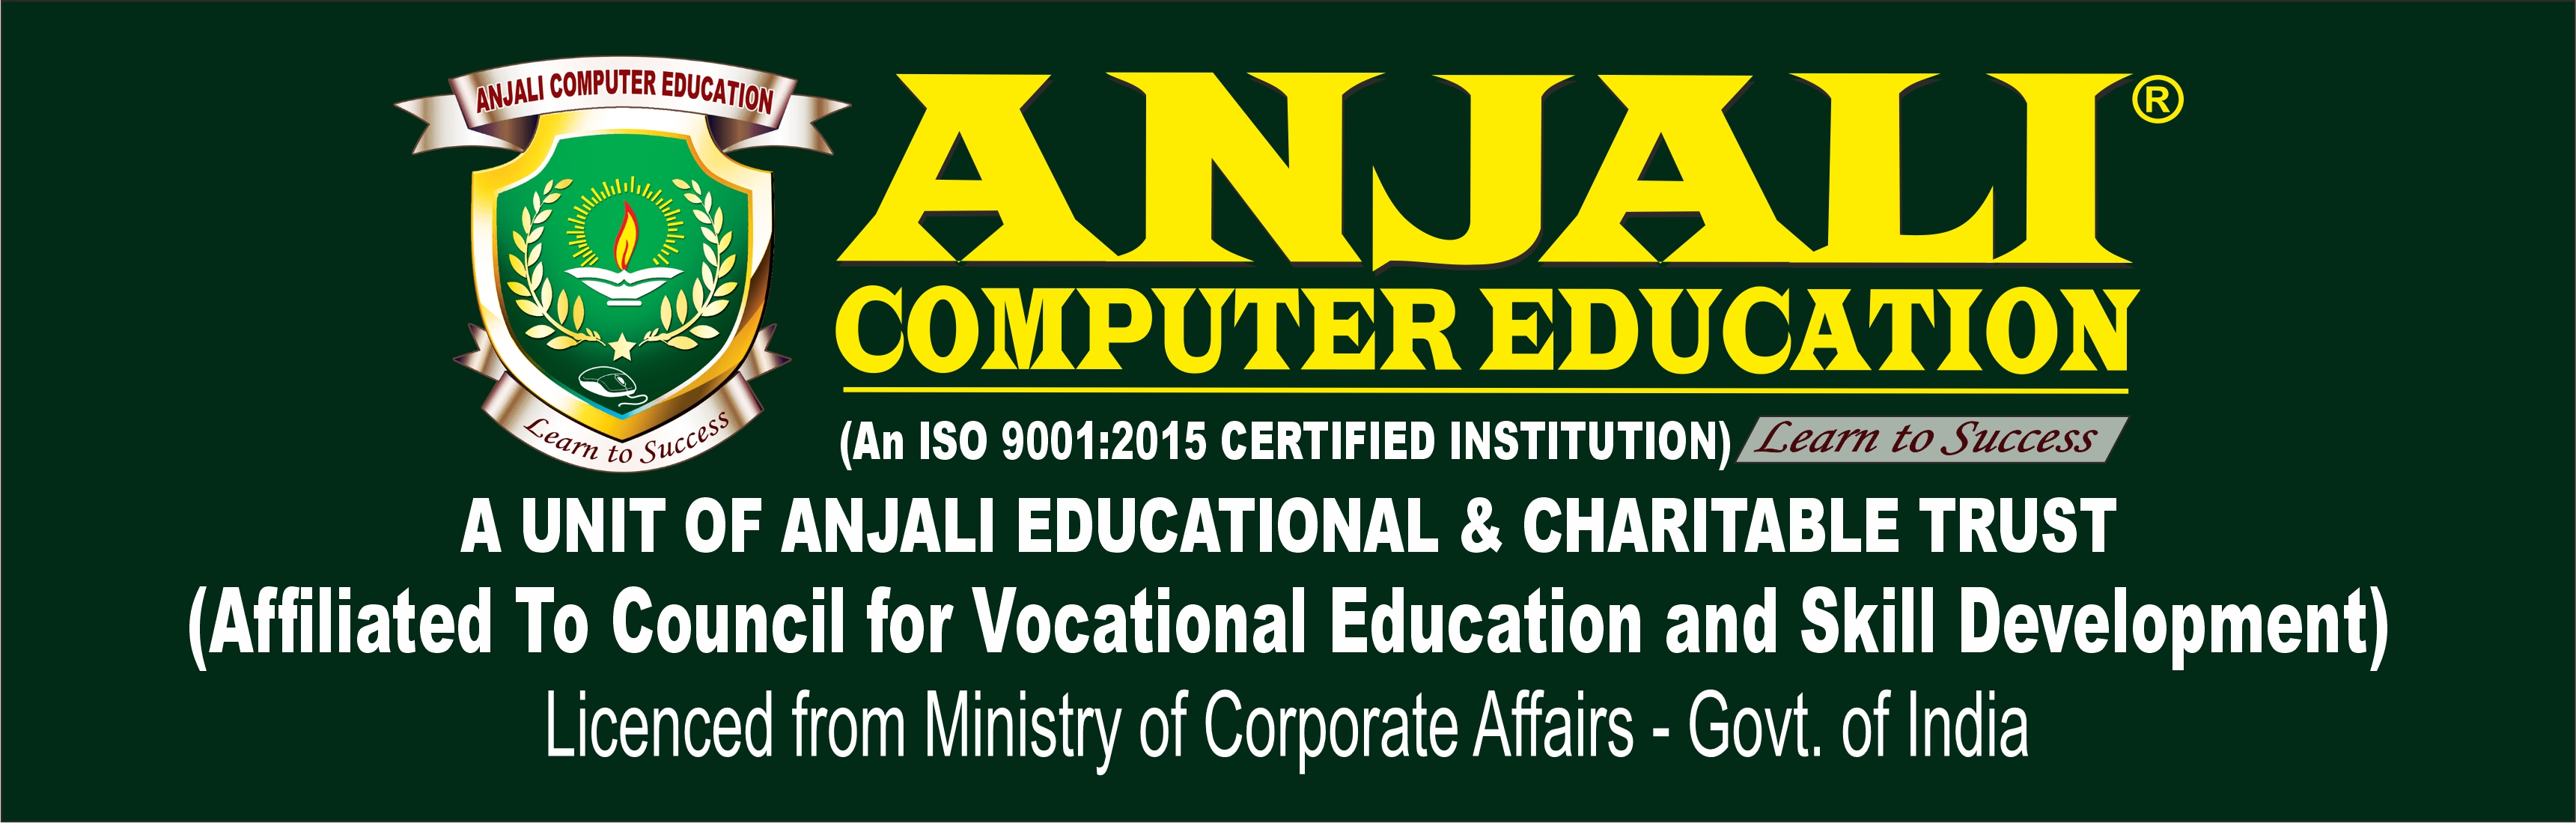 ANJALI COMPUTER EDUCATION
Learn to Success
ANJALI®
COMPUTER EDUCATION
(An ISO 9001:2015 CERTIFIED INSTITUTION) Learn to Success
A UNIT OF ANJALI EDUCATIONAL & CHARITABLE TRUST
(Affiliated To Council for Vocational Education and Skill Development)
Licenced from Ministry of Corporate Affairs - Govt. of India